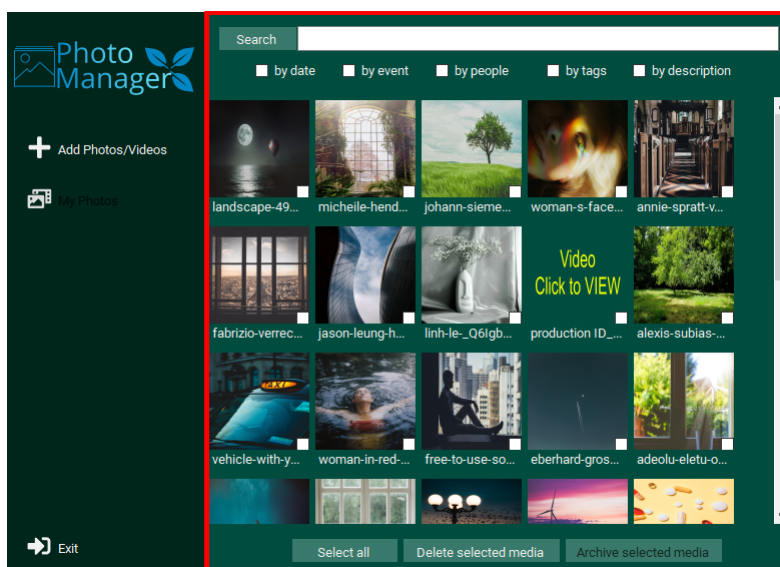 Photo
Manager
Add Photos/Videos
My Photos
Exit
Search
by date by event by people by tags by description
landscape-49... micheile-hend... johann-sieme... woman-s-face... annie-spratt-v...
Video
Click to VIEW
fabrizio-verrec... jason-leung-h... linh-le-_Q6Igb... production ID_... alexis-subias-...
TAXI
vehicle-with-y... woman-in-red-... free-to-use-so... eberhard-gros... adeolu-eletu-o...
Select all Delete selected media Archive selected media